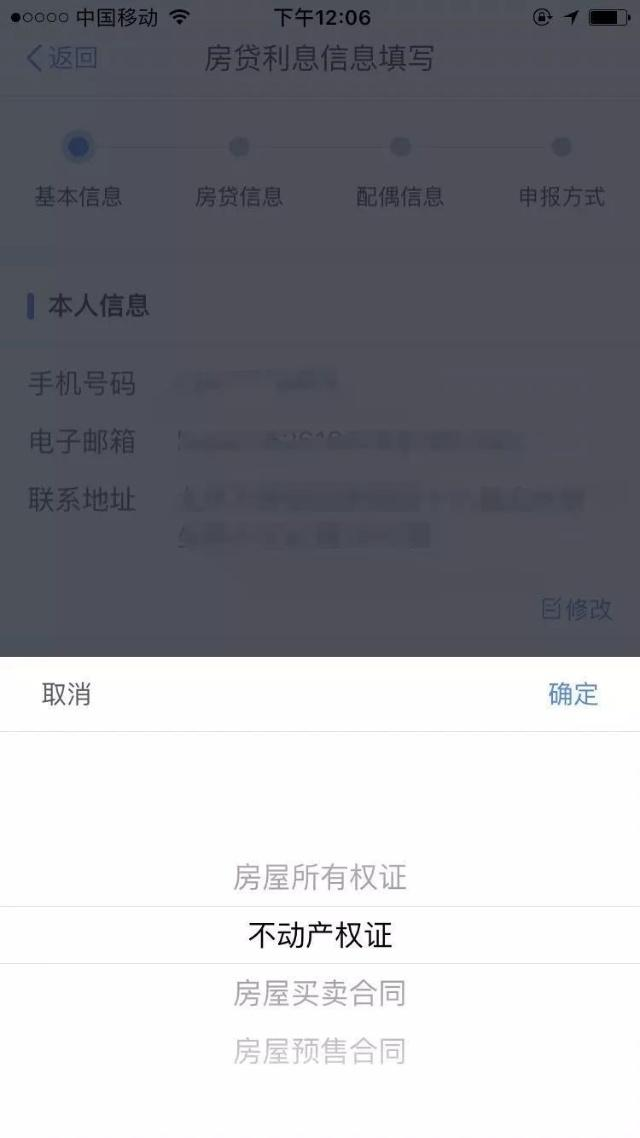 中国移动 下午12:06
返回 房贷利息信息填写
基本信息 房贷信息 配偶信息 申报方式
本人信息
手机号码
电子邮箱
联系地址
修改
取消 确定
房屋所有权证
不动产权证
房屋买卖合同
房屋预售合同